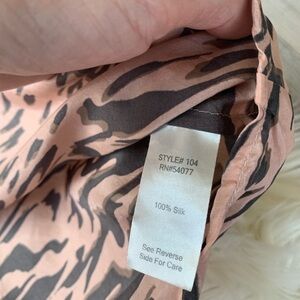 STYLE# 104
RN#54077
100% Silk
See Reverse
Side For Care